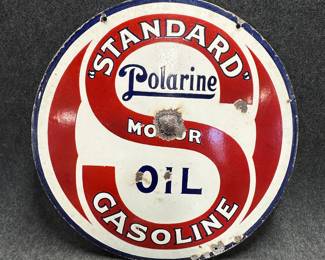 "STANDARD"
Polarine
MOTOR
OIL
GASOLINE